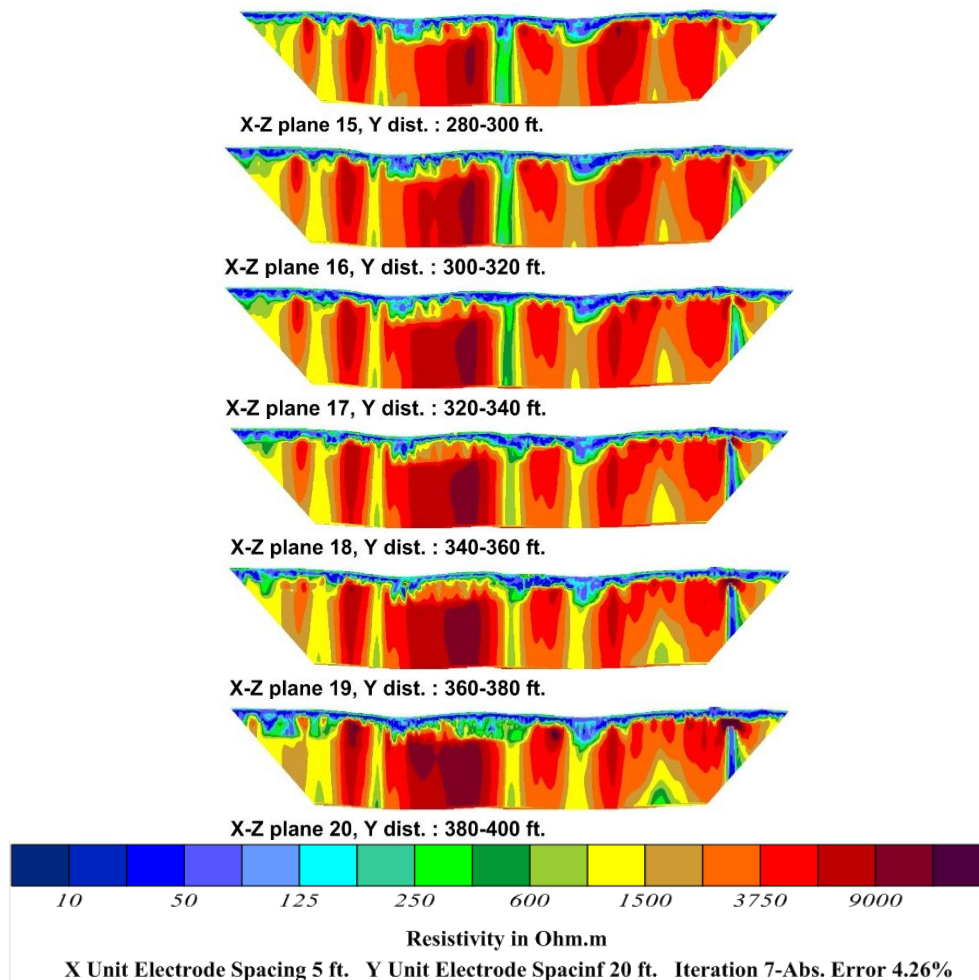 X-Z plane 15, Y dist. : 280-300 ft.
X-Z plane 16, Y dist. : 300-320 ft.
X-Z plane 17, Y dist. : 320-340 ft.
X-Z plane 18, Y dist. : 340-360 ft.
X-Z plane 19, Y dist. : 360-380 ft.
X-Z plane 20, Y dist. : 380-400 ft.
10 50 125 250 600 1500 3750 9000
Resistivity in Ohm.m
X Unit Electrode Spacing 5 ft. Y Unit Electrode Spacinf 20 ft. Iteration 7-Abs. Error 4.26%